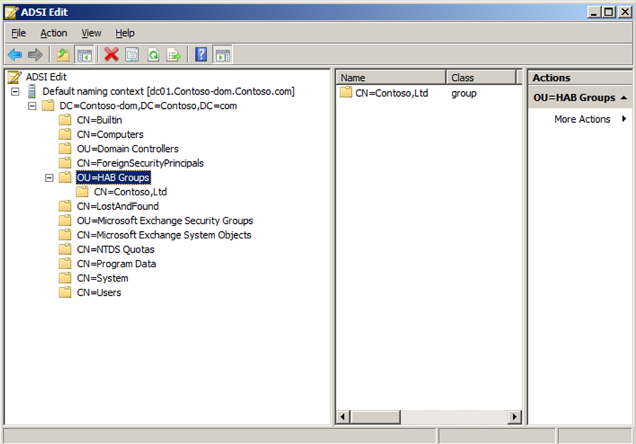 ADSI Edit
File Action View Help
ADSI Edit
Default naming context [dc01.Contoso-dom.Contoso.com]
DC=Contoso-dom,DC=Contoso,DC=com
CN=Builtin
CN=Computers
OU=Domain Controllers
CN=ForeignSecurityPrincipals
OU=HAB Groups
CN=Contoso,Ltd
CN=LostAndFound
OU=Microsoft Exchange Security Groups
CN=Microsoft Exchange System Objects
CN=NTDS Quotas
CN=Program Data
CN=System
CN=Users
Name Class
CN=Contoso,Ltd group
Actions
OU=HAB Groups
More Actions